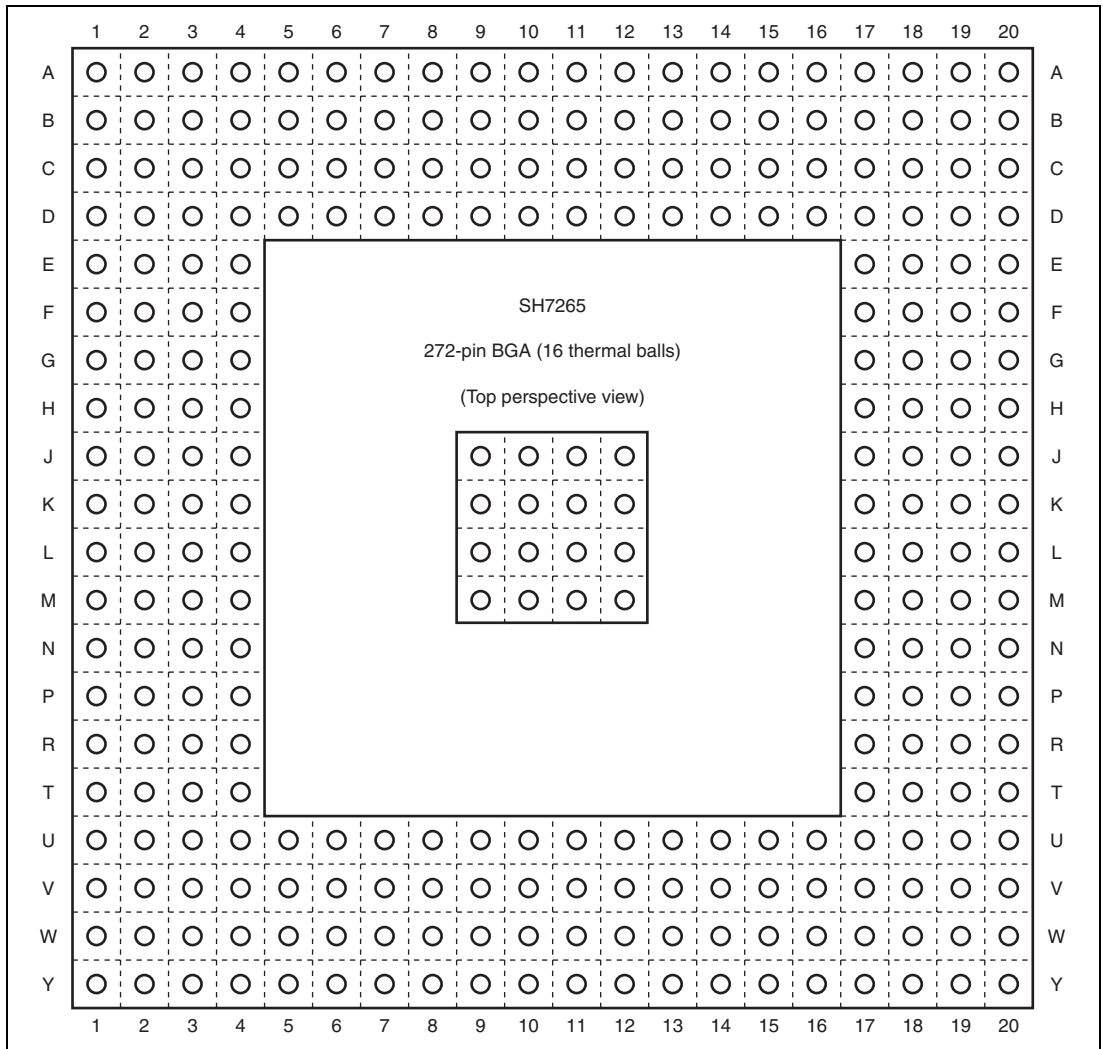 1 2 3 4 5 6 7 8 9 10 11 12 13 14 15 16 17 18 19 20
A A
B B
C C
D D
E E
F SH7265 F
272-pin BGA (16 thermal balls)
G G
(Top perspective view)
H H
J J
K K
L L
M M
N N
P P
R R
T T
U U
V V
W W
Y Y
1 2 3 4 5 6 7 8 9 10 11 12 13 14 15 16 17 18 19 20